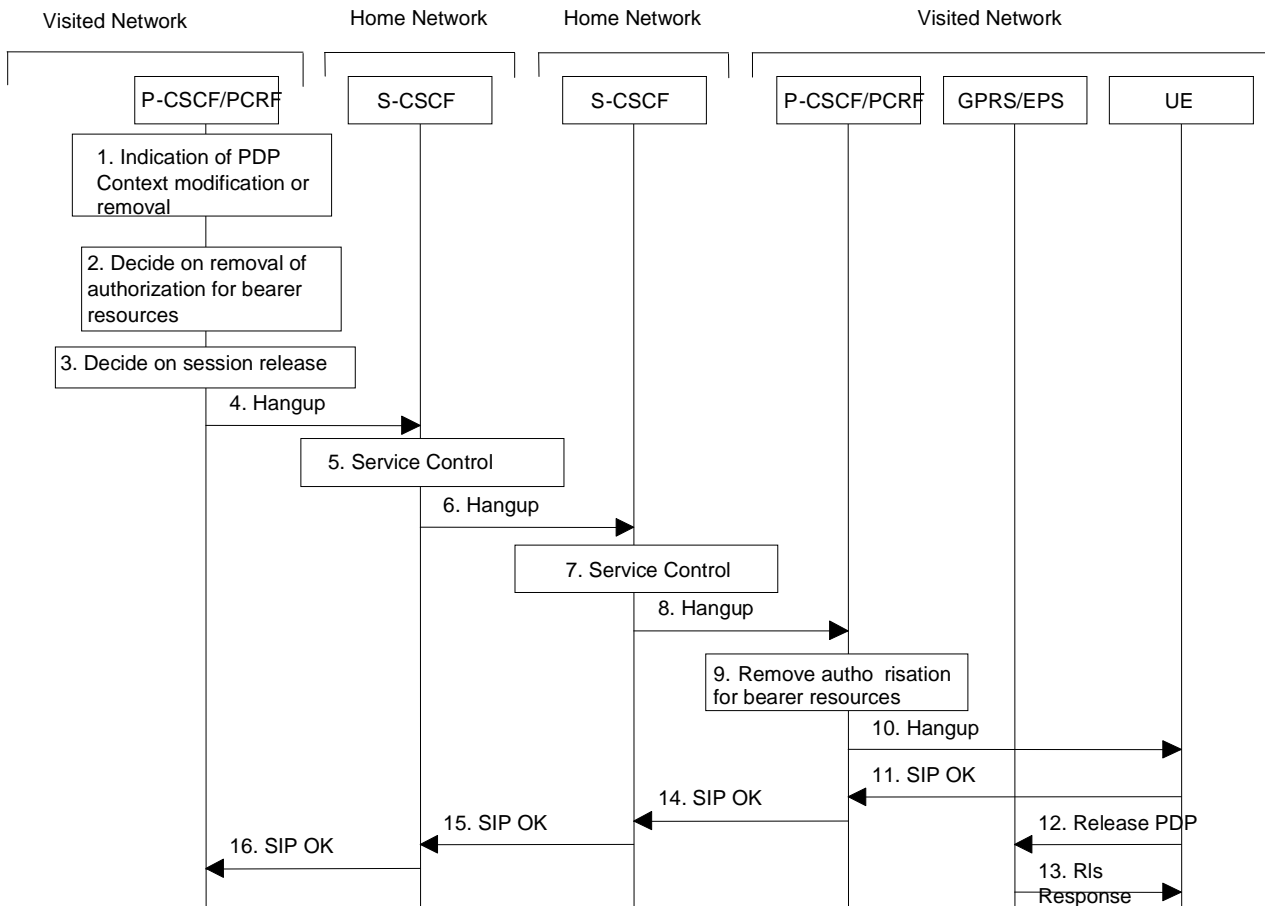 Visited Network
Home Network
Home Network
Visited Network
P-CSCF/PCRF
S-CSCF
S-CSCF
P-CSCF/PCRF
GPRS/EPS
UE
1. Indication of PDP
Context modification or
removal
2. Decide on removal of
authorization for bearer
resources
3. Decide on session release
4. Hangup
5. Service Control
6. Hangup
7. Service Control
8. Hangup
9. Remove autho risation
for bearer resources
10. Hangup
11. SIP OK
14. SIP OK
12. Release PDP
15. SIP OK
16. SIP OK
13. Rls
Response